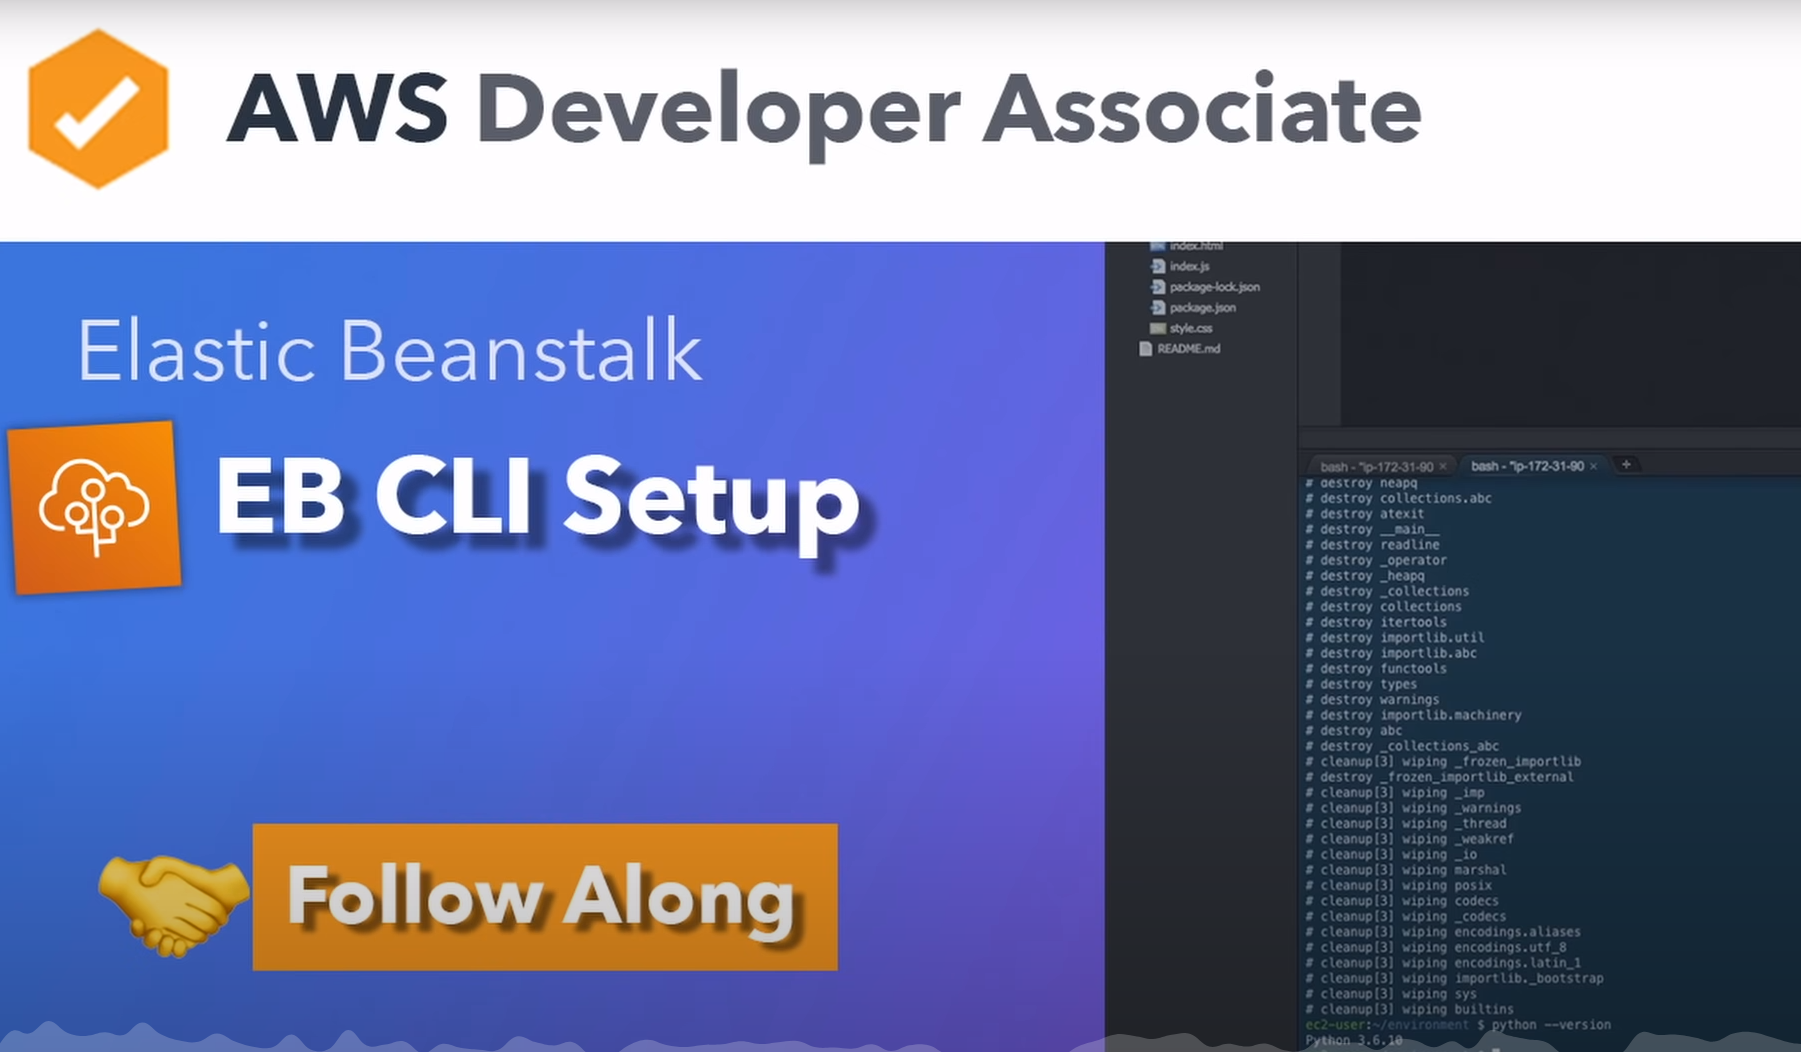 AWS Developer Associate
Elastic Beanstalk
EB CLI Setup
Follow Along
index.html
index.js
package-lock.json
package.json
style.css
README.md
bash - "ip-172-31-90 × bash - "ip-172-31-90 × +
# destroy heapq
# destroy collections.abc
# destroy atexit
# destroy __main__
# destroy readline
# destroy _operator
# destroy _heapq
# destroy _collections
# destroy collections
# destroy itertools
# destroy importlib.util
# destroy importlib.abc
# destroy functools
# destroy types
# destroy warnings
# destroy importlib.machinery
# destroy abc
# destroy _collections_abc
# cleanup[3] wiping _frozen_importlib
# destroy _frozen_importlib_external
# cleanup[3] wiping _imp
# cleanup[3] wiping _warnings
# cleanup[3] wiping _thread
# cleanup[3] wiping _weakref
# cleanup[3] wiping _io
# cleanup[3] wiping marshal
# cleanup[3] wiping posix
# cleanup[3] wiping codecs
# cleanup[3] wiping _codecs
# cleanup[3] wiping encodings.aliases
# cleanup[3] wiping encodings.utf_8
# cleanup[3] wiping encodings.latin_1
# cleanup[3] wiping importlib._bootstrap
# cleanup[3] wiping sys
# cleanup[3] wiping builtins
ec2-user:~/environment $ python --version
Python 3.6.10